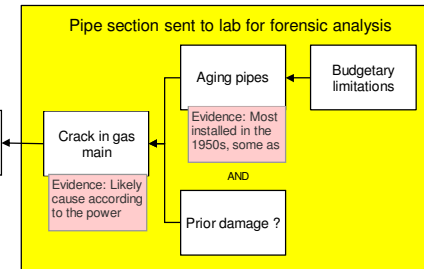 Pipe section sent to lab for forensic analysis
Aging pipes
Budgetary
limitations
Evidence: Most
installed in the
1950s, some as
Crack in gas
main
Evidence: Likely
cause according
to the power
AND
Prior damage ?